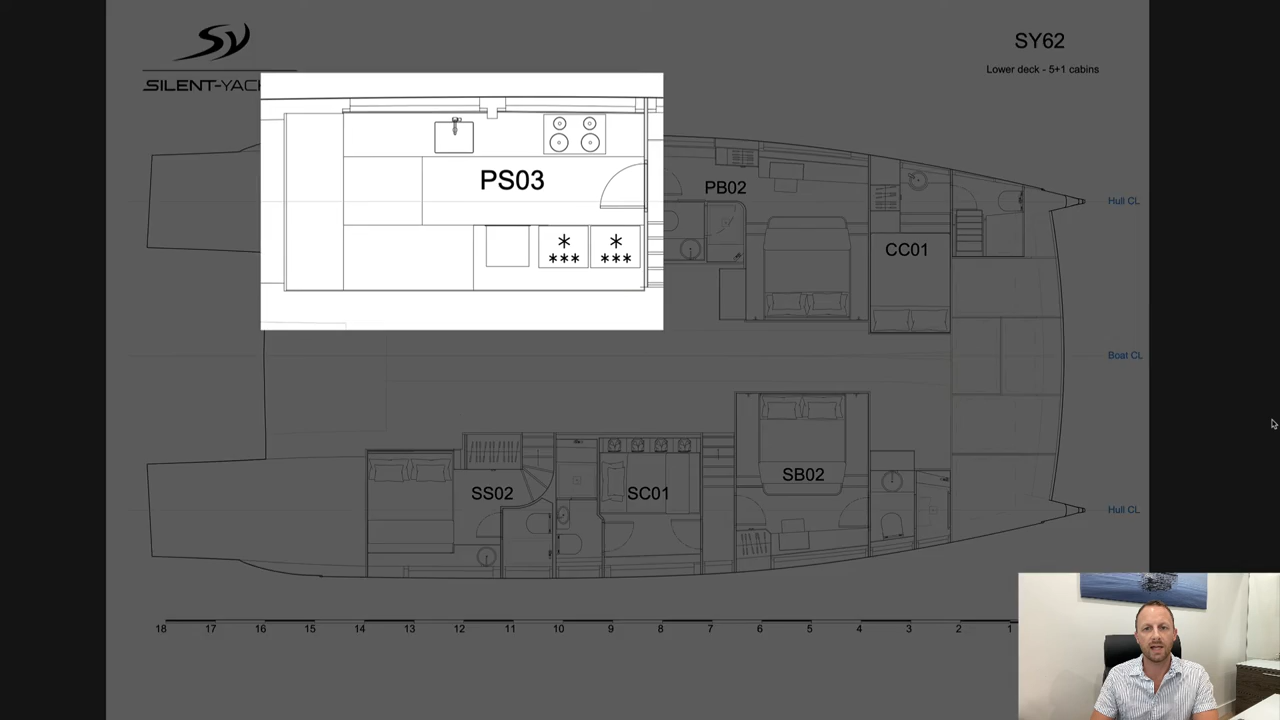 SY
SY62
Lower deck - 5+1 cabins
SILENT-YAC
PS03
PB02
CC01
Hull CL
Boat CL
SS02
SC01
SB02
Hull CL
18 17 16 15 14 13 12 11 10 9 8 7 6 5 4 3 2 1